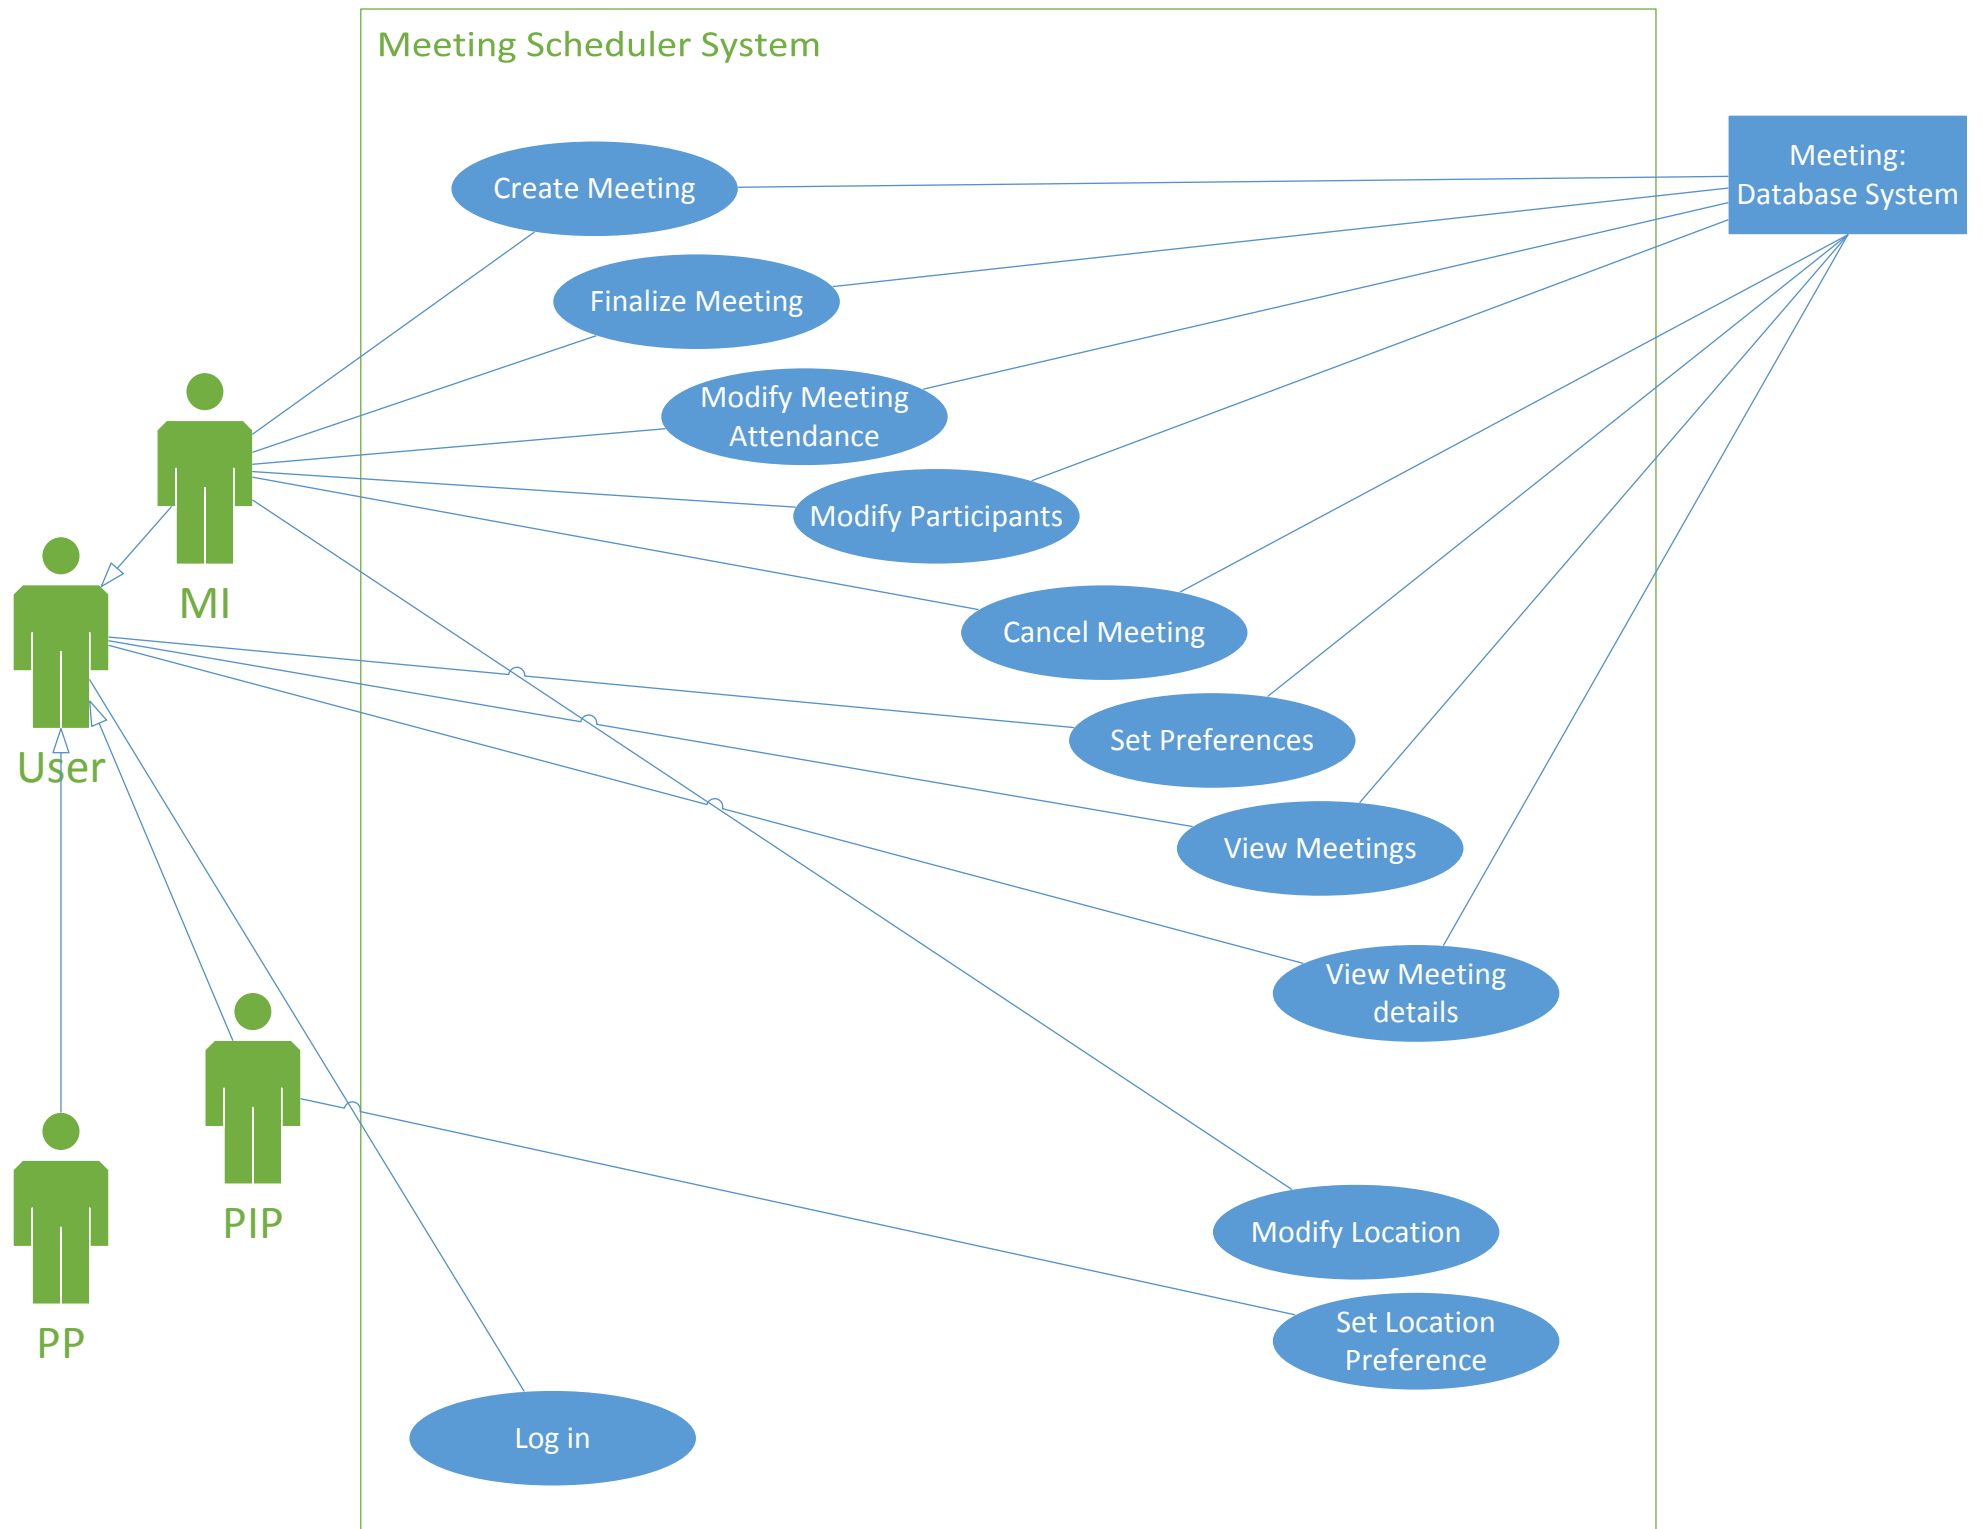 Meeting Scheduler System
Meeting:
Database System
Create Meeting
Finalize Meeting
Modify Meeting
Attendance
Modify Participants
MI
Cancel Meeting
Set Preferences
User
View Meetings
View Meeting
details
PIP
Modify Location
Set Location
Preference
PP
Log in